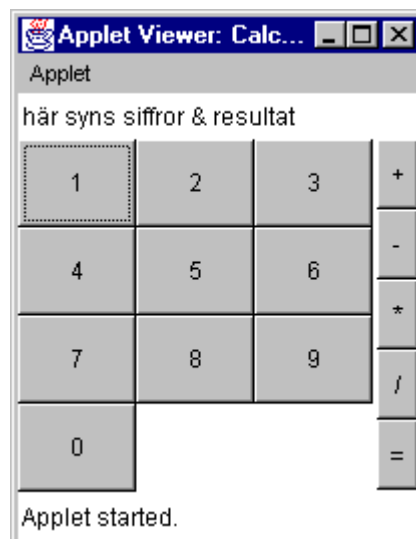 Applet Viewer: Calc...
Applet
här syns siffror & resultat
1 2 3 +
4 5 6 -
*
7 8 9 /
0 =
Applet started.